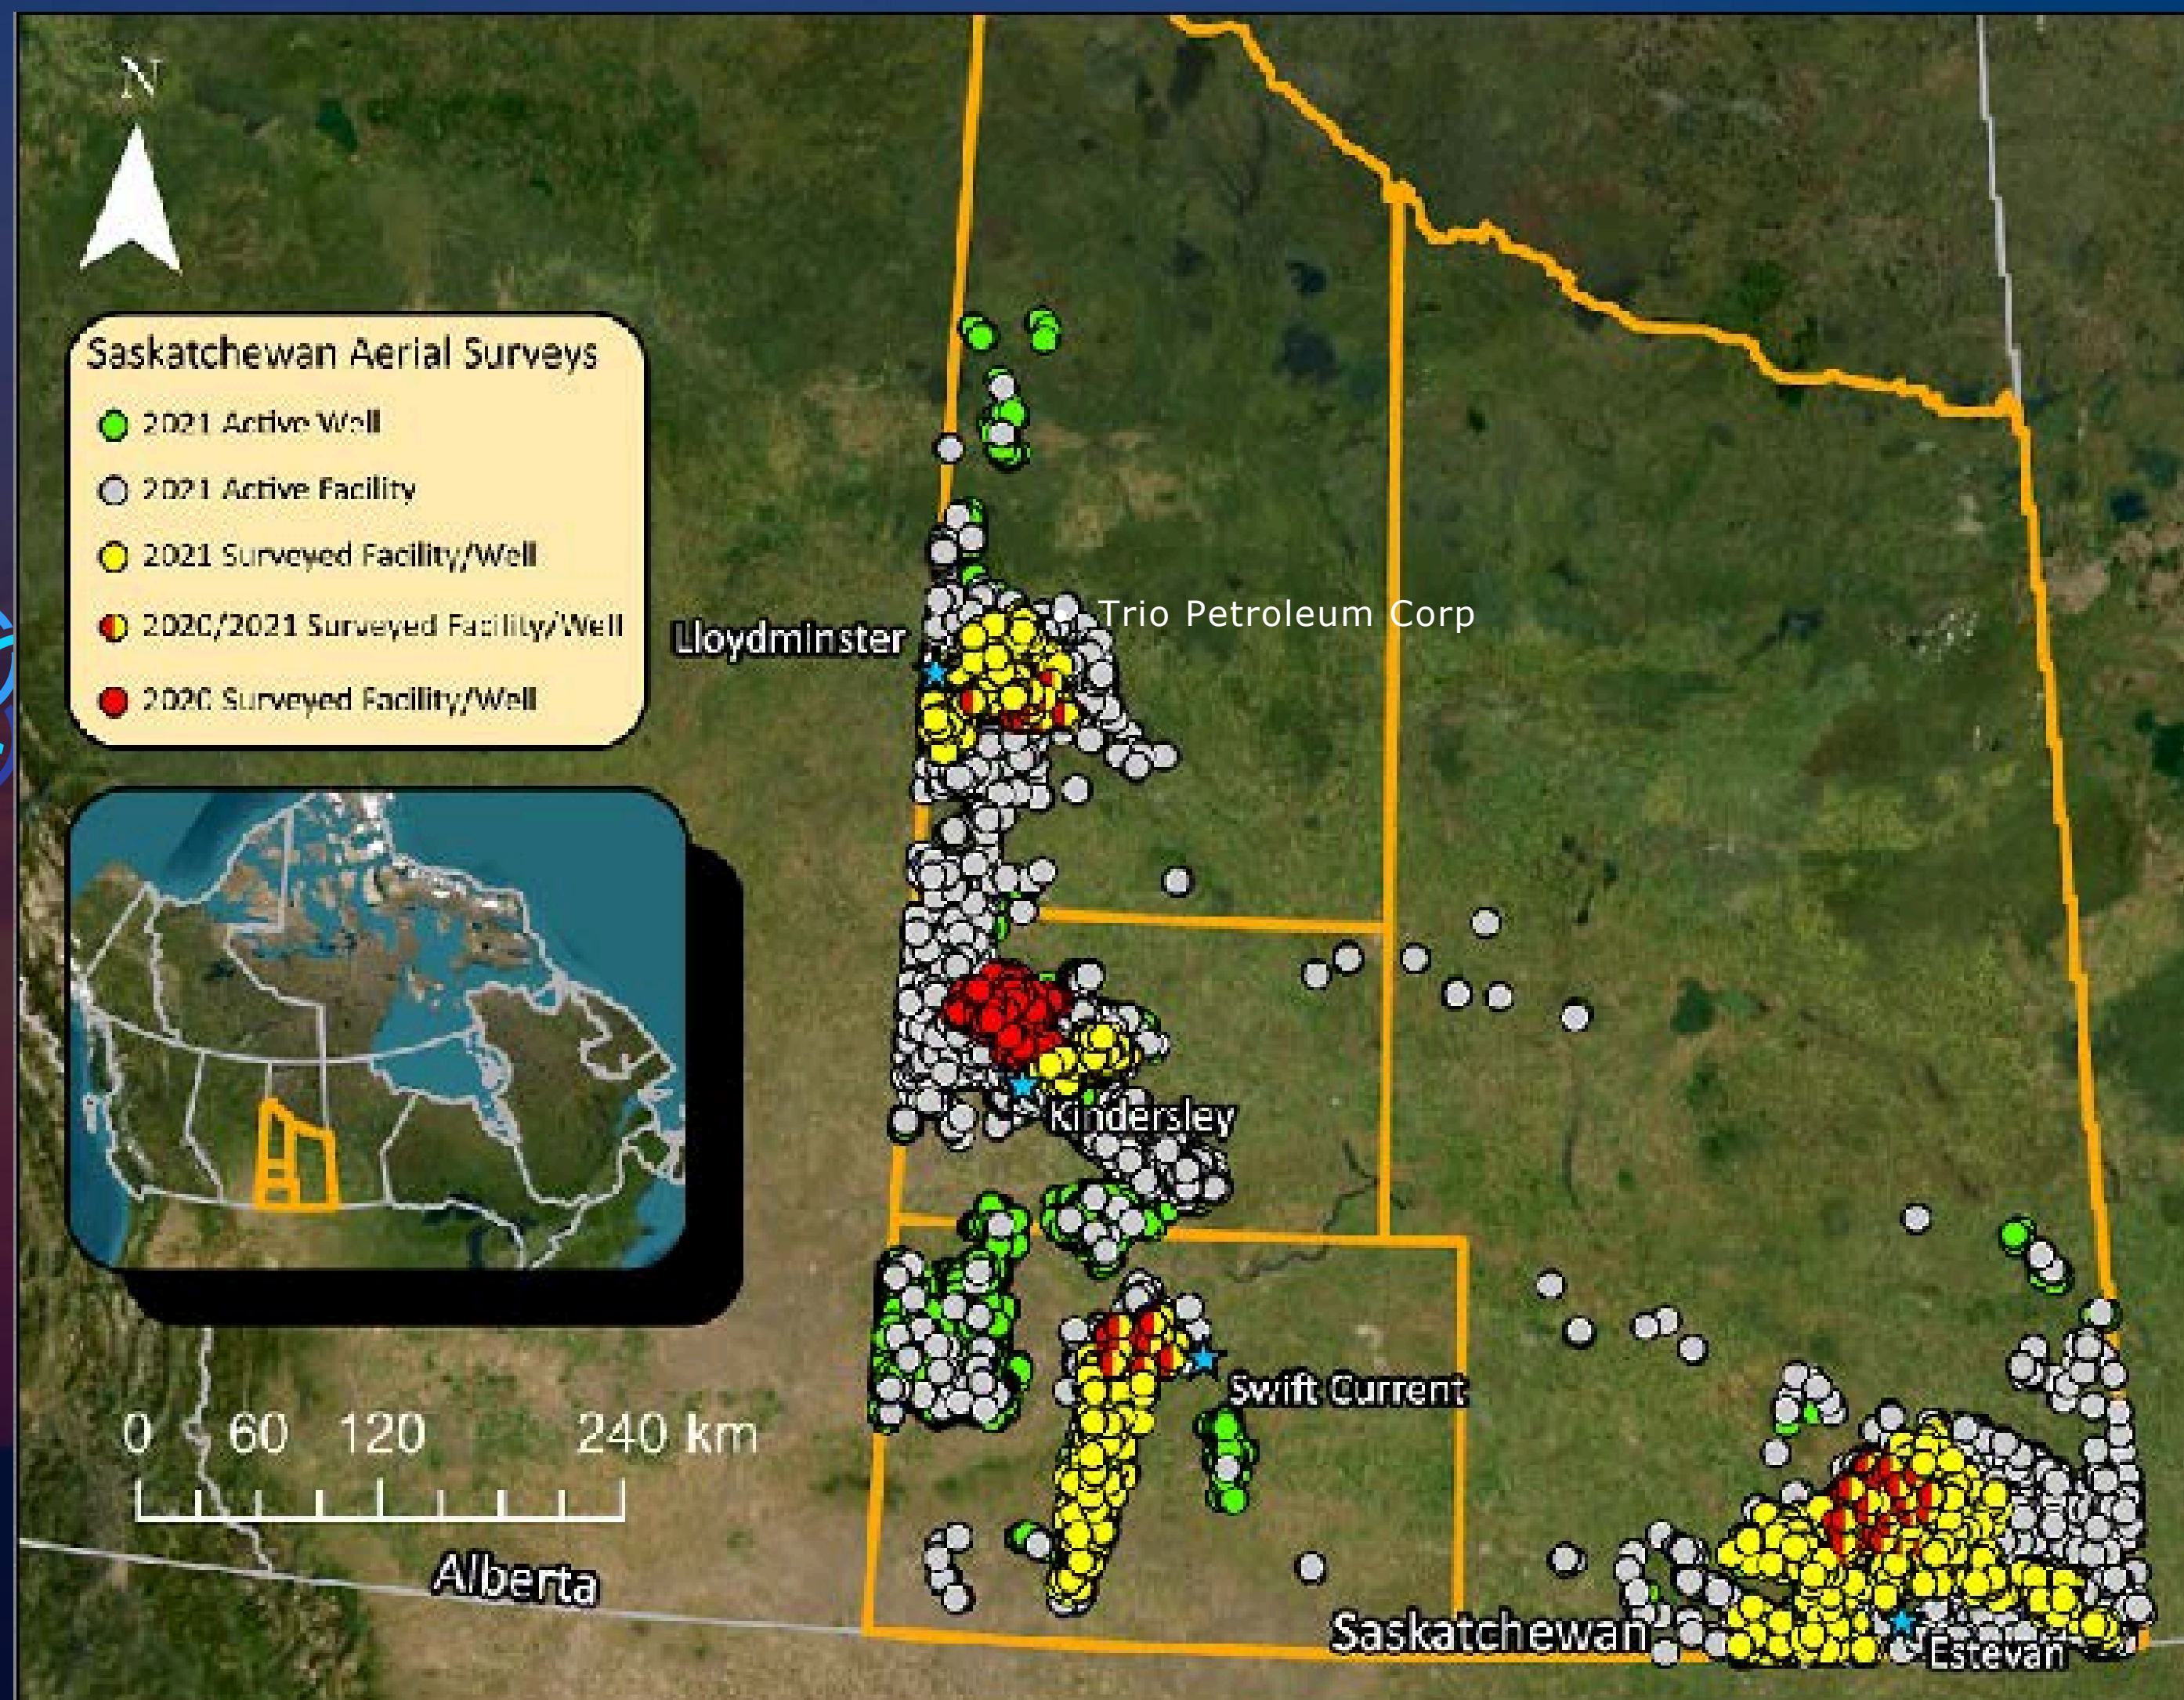 N
Saskatchewan Aerial Surveys
2021 Active Well
2021 Active Facility
2021 Surveyed Facility/Well
2020/2021 Surveyed Facility/Well
2020 Surveyed Facility/Well
Trio Petroleum Corp
Lloydminster
Kindersley
Swift Current
0 60 120 240 km
Alberta
Saskatchewan
Estevan